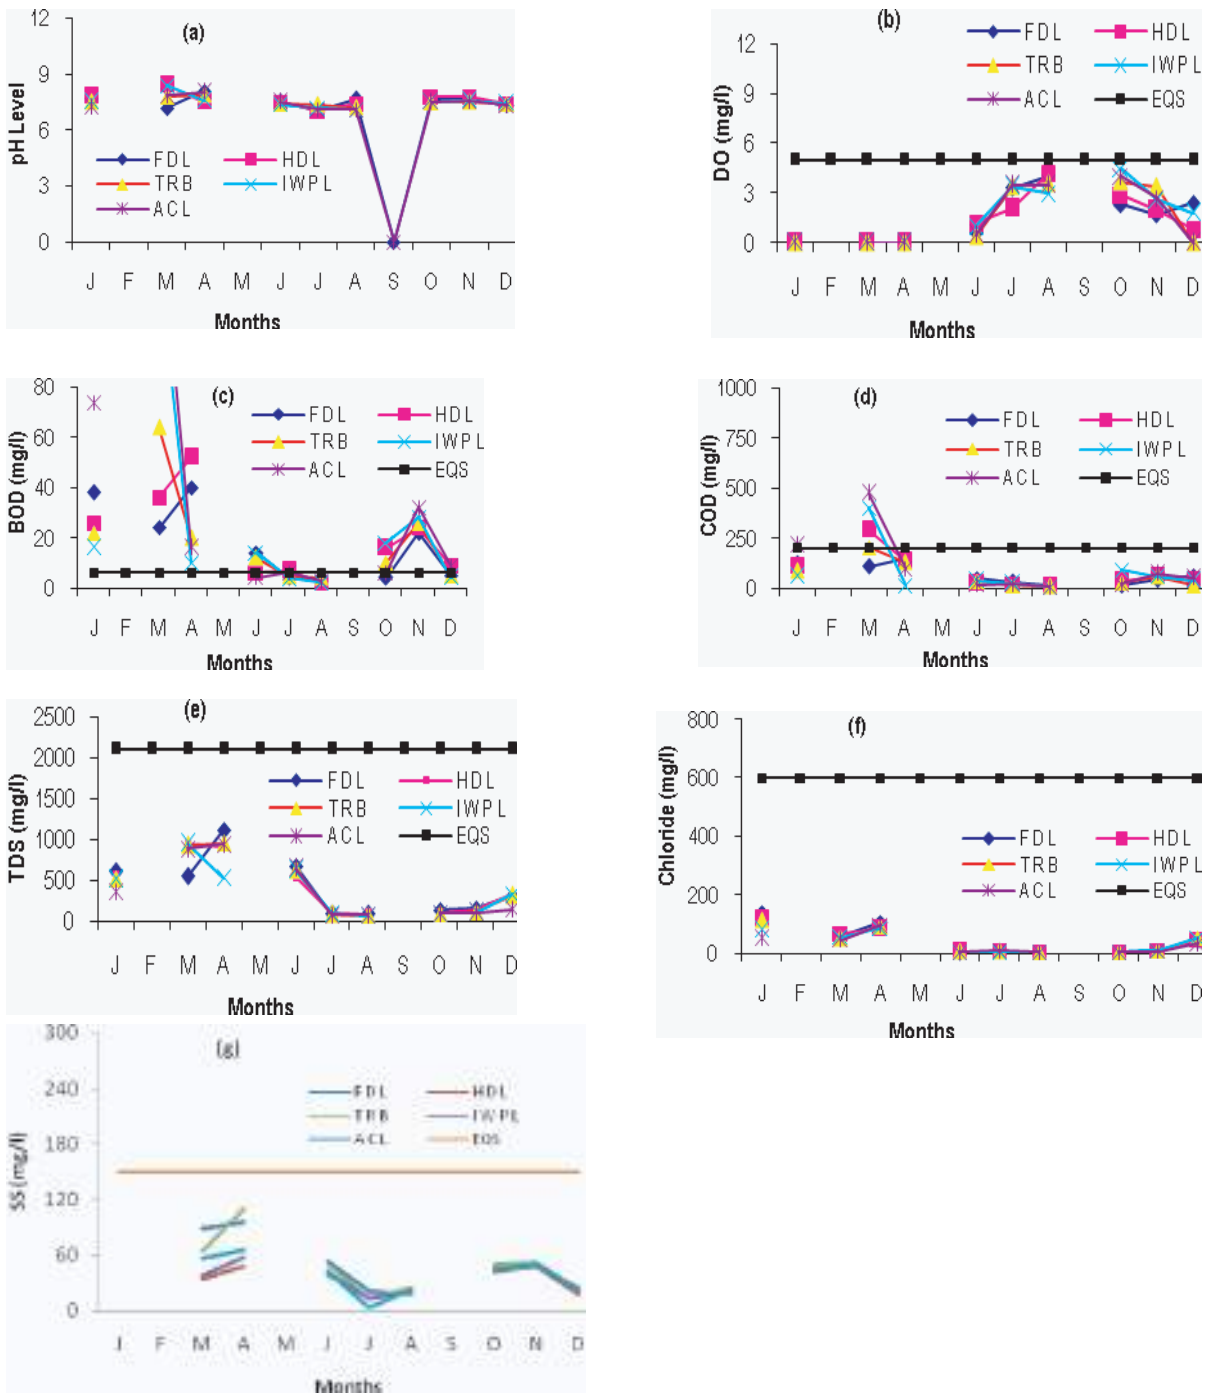 (a)
12
9
6
3
0
pH Level
FDL HDL
TRB IWPL
ACL
J F M A M J J A S O N D
Months
(b)
12
9
6
3
0
DO (mg/l)
FDL HDL
TRB IWPL
ACL EQS
J F M A M J J A S O N D
Months
(c)
80
60
40
20
0
BOD (mg/l)
FDL HDL
TRB IWPL
ACL EQS
J F M A M J J A S O N D
Months
(d)
1000
750
500
250
0
COD (mg/l)
FDL HDL
TRB IWPL
ACL EQS
J F M A M J J A S O N D
Months
(e)
2500
2000
1500
1000
500
0
TDS (mg/l)
FDL HDL
TRB IWPL
ACL EQS
J F M A M J J A S O N D
Months
(f)
800
600
400
200
0
Chloride (mg/l)
FDL HDL
TRB IWPL
ACL EQS
J F M A M J J A S O N D
Months
(g)
300
240
180
120
60
0
SS (mg/l)
FDL HDL
TRB IWPL
ACL EQS
J F M A M J J A S O N D
Months